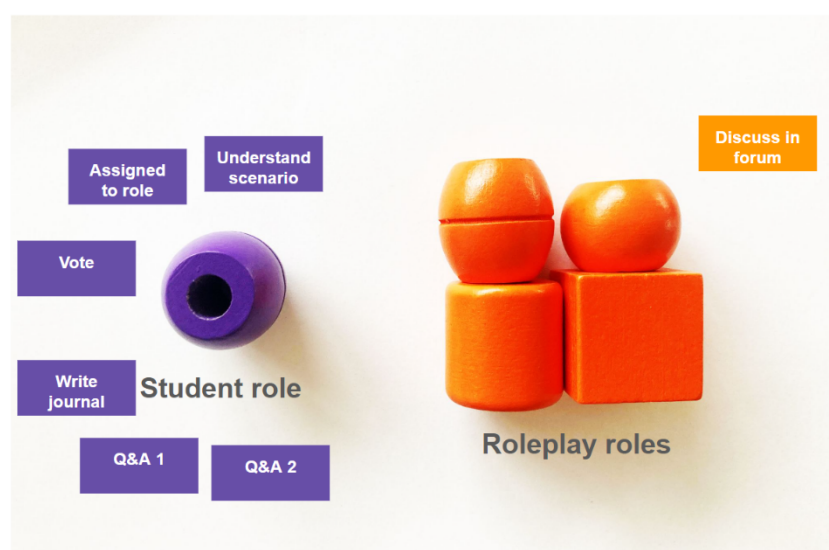 Assigned
to role
Understand
scenario
Discuss in
forum
Vote
Write
journal
Student role
Q&A 1
Q&A 2
Roleplay roles